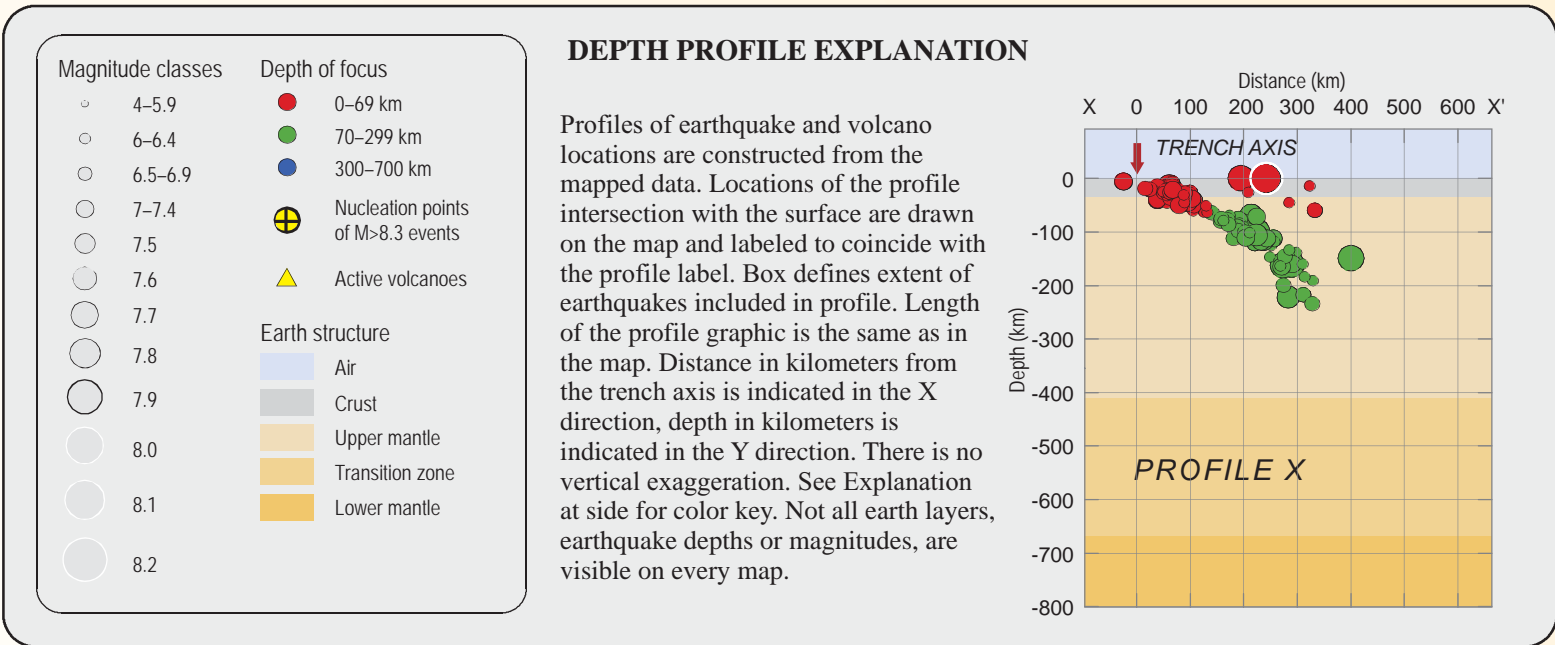 Magnitude classes
4–5.9
6–6.4
6.5–6.9
7–7.4
7.5
7.6
7.7
7.8
7.9
8.0
8.1
8.2
Depth of focus
0–69 km
70–299 km
300–700 km
Nucleation points
of M>8.3 events
Active volcanoes
Earth structure
Air
Crust
Upper mantle
Transition zone
Lower mantle
DEPTH PROFILE EXPLANATION
Profiles of earthquake and volcano
locations are constructed from the
mapped data. Locations of the profile
intersection with the surface are drawn
on the map and labeled to coincide with
the profile label. Box defines extent of
earthquakes included in profile. Length
of the profile graphic is the same as in
the map. Distance in kilometers from
the trench axis is indicated in the X
direction, depth in kilometers is
indicated in the Y direction. There is no
vertical exaggeration. See Explanation
at side for color key. Not all earth layers,
earthquake depths or magnitudes, are
visible on every map.
Distance (km)
X 0 100 200 300 400 500 600 X'
TRENCH AXIS
Depth (km)
0
-100
-200
-300
-400
-500
-600
-700
-800
PROFILE X